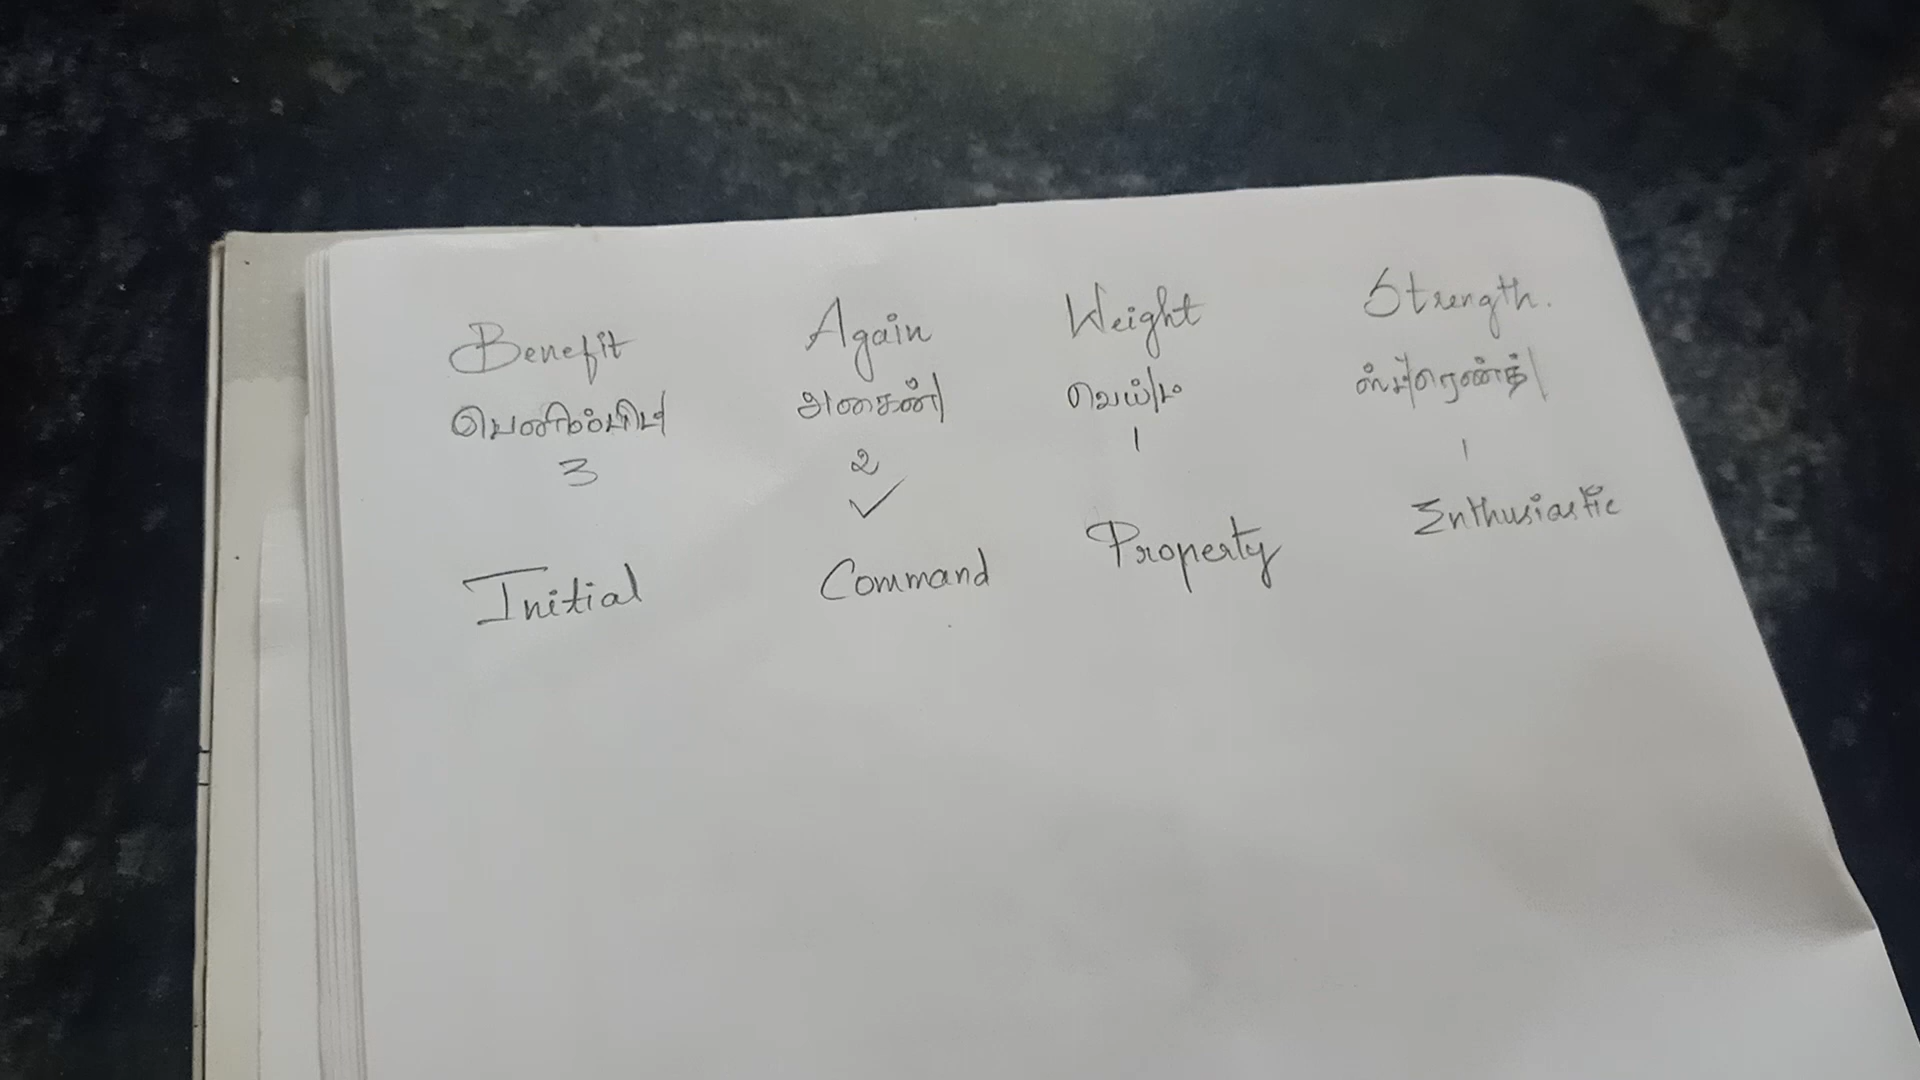 Benefit Again Weight Strength.
பெனிஃபிட் அகைன் வெய்ட் ஸ்ட்ரெண்த்
3 2 1 1
Initial Command Property Enthusiastic